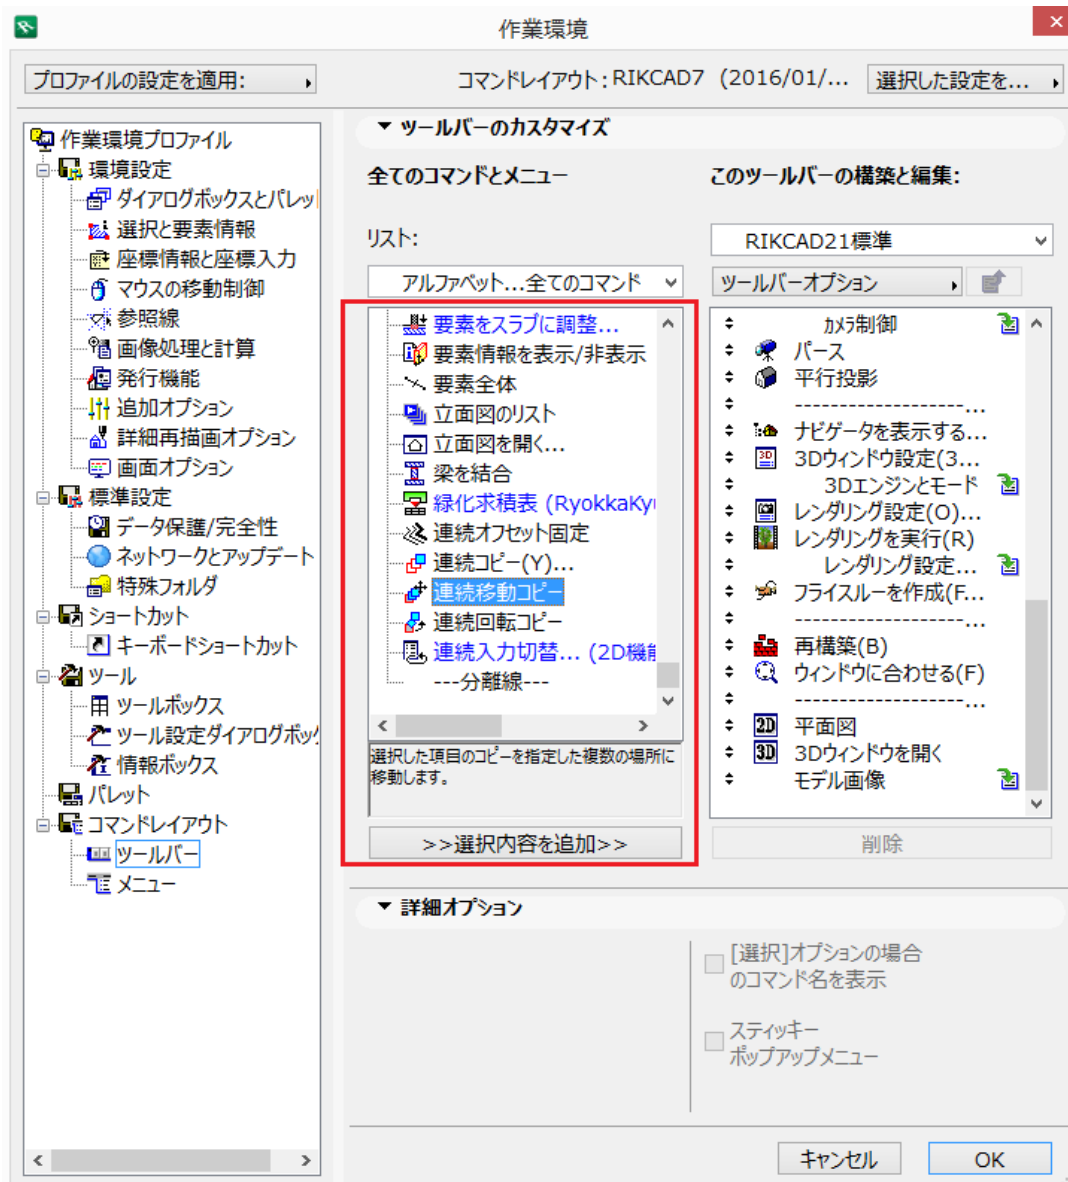 作業環境
プロファイルの設定を適用:
コマンドレイアウト: RIKCAD7 (2016/01/...
選択した設定を...
作業環境プロファイル
環境設定
ダイアログボックスとパレッ
選択と要素情報
座標情報と座標入力
マウスの移動制御
参照線
画像処理と計算
発行機能
追加オプション
詳細再描画オプション
画面オプション
標準設定
データ保護/完全性
ネットワークとアップデート
特殊フォルダ
ショートカット
キーボードショートカット
ツール
ツールボックス
ツール設定ダイアログボッ
情報ボックス
パレット
コマンドレイアウト
ツールバー
メニュー
ツールバーのカスタマイズ
全てのコマンドとメニュー
リスト:
アルファベット...全てのコマンド
要素をスラブに調整...
要素情報を表示/非表示
要素全体
立面図のリスト
立面図を開く...
梁を結合
緑化求積表 (RyokkaKy
連続オフセット固定
連続コピー(Y)...
連続移動コピー
連続回転コピー
連続入力切替... (2D機
---分離線---
選択した項目のコピーを指定した複数の場所に
移動します。
>>選択内容を追加>>
このツールバーの構築と編集:
RIKCAD21標準
ツールバーオプション
カメラ制御
パース
平行投影
-------------------...
ナビゲータを表示する...
3Dウィンドウ設定(3...
3Dエンジンとモード
レンダリング設定(O)...
レンダリングを実行(R)
レンダリング設定...
フライスルーを作成(F...
-------------------...
再構築(B)
ウィンドウに合わせる(F)
-------------------...
2D 平面図
3D 3Dウィンドウを開く
モデル画像
削除
詳細オプション
[選択]オプションの場合
のコマンド名を表示
スティッキー
ポップアップメニュー
キャンセル
OK